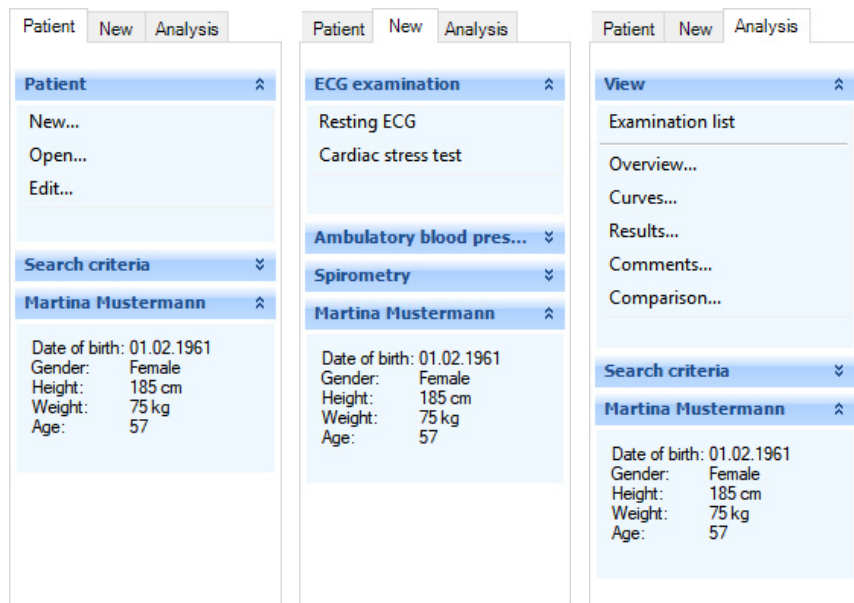 Patient New Analysis
Patient
New...
Open...
Edit...
Search criteria
Martina Mustermann
Date of birth: 01.02.1961
Gender: Female
Height: 185 cm
Weight: 75 kg
Age: 57
Patient New Analysis
ECG examination
Resting ECG
Cardiac stress test
Ambulatory blood pres...
Spirometry
Martina Mustermann
Date of birth: 01.02.1961
Gender: Female
Height: 185 cm
Weight: 75 kg
Age: 57
Patient New Analysis
View
Examination list
Overview...
Curves...
Results...
Comments...
Comparison...
Search criteria
Martina Mustermann
Date of birth: 01.02.1961
Gender: Female
Height: 185 cm
Weight: 75 kg
Age: 57